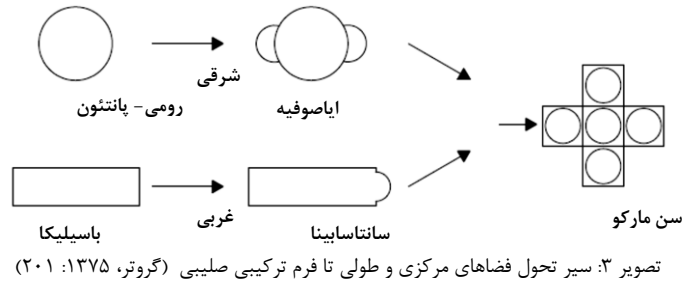 شرقی
رومی- پانتئون
ایاصوفیه
غربی
باسیلیکا
سانتاسابینا
سن مارکو
تصویر ۳: سیر تحول فضاهای مرکزی و طولی تا فرم ترکیبی صلیبی (گروتر، ۱۳۷۵: ۲۰۱)